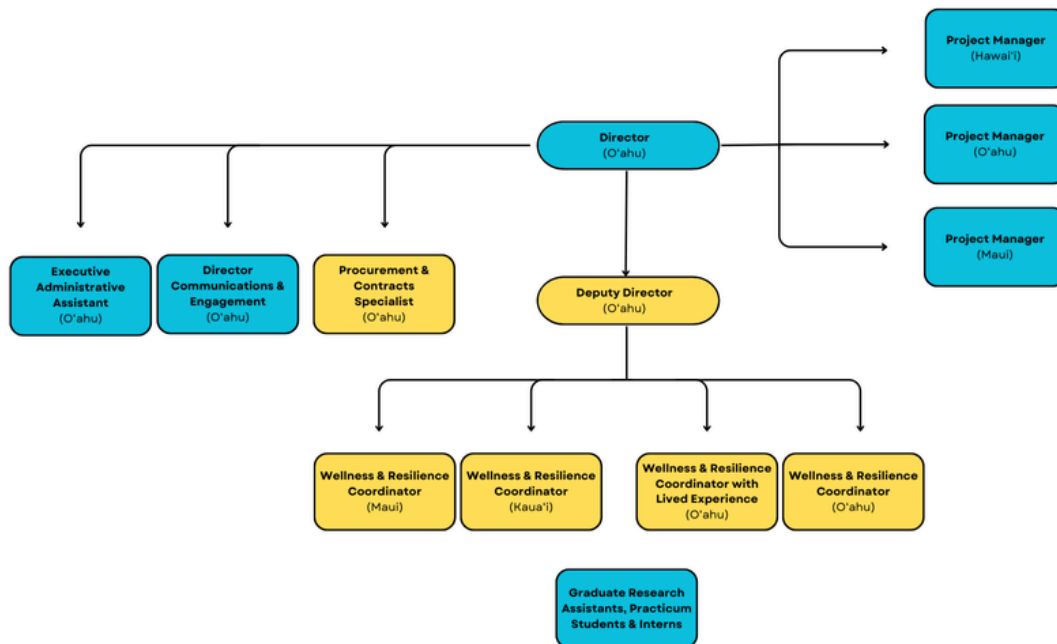 Project Manager
(Hawai'i)
Director
(O'ahu)
Project Manager
(O'ahu)
Project Manager
(Maui)
Executive
Administrative
Assistant
(O'ahu)
Director
Communications &
Engagement
(O'ahu)
Procurement &
Contracts
Specialist
(O'ahu)
Deputy Director
(O'ahu)
Wellness & Resilience
Coordinator
(Maui)
Wellness & Resilience
Coordinator
(Kaua'i)
Wellness & Resilience
Coordinator with
Lived Experience
(O'ahu)
Wellness & Resilience
Coordinator
(O'ahu)
Graduate Research
Assistants, Practicum
Students & Interns